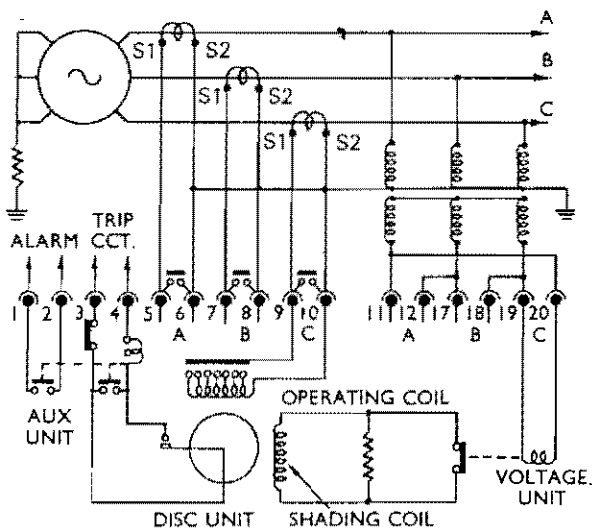 A
S1 S2
B
S1 S2
C
S1 S2
ALARM
TRIP
CCT.
1 2 3 4 5 6 7 8 9 10 11 12 17 18 19 20
A B C A B C
AUX
UNIT
OPERATING COIL
VOLTAGE.
UNIT
DISC UNIT
SHADING COIL